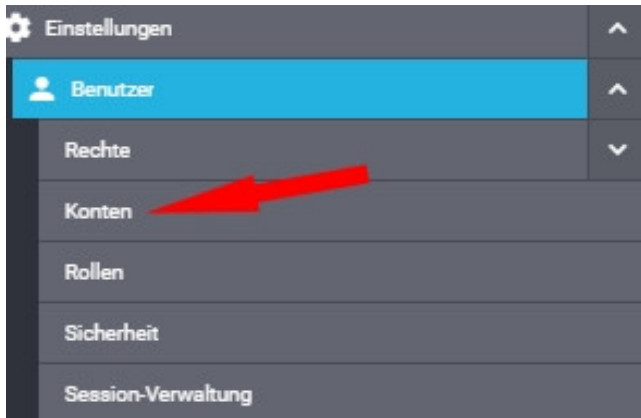 Einstellungen
Benutzer
Rechte
Konten
Rollen
Sicherheit
Session-Verwaltung